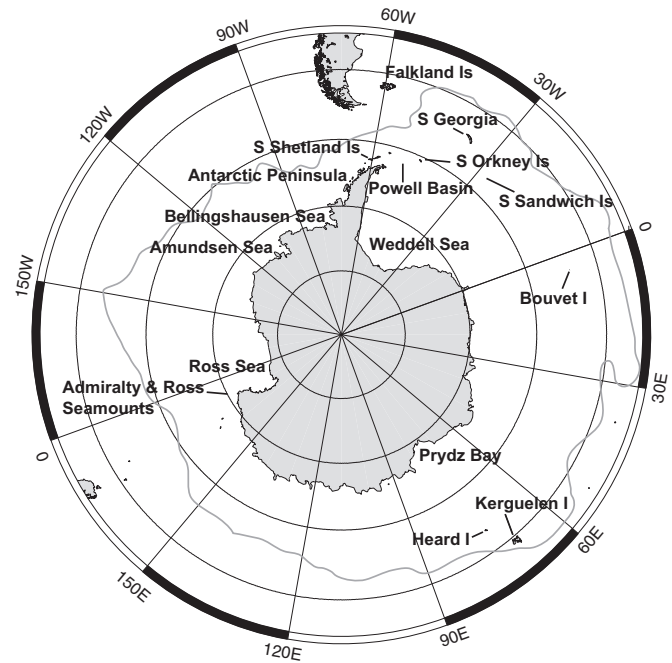 60W
90W
Falkland Is
30W
S Georgia
120W
S Shetland Is
S Orkney Is
Antarctic Peninsula
Powell Basin
S Sandwich Is
Bellingshausen Sea
0
Amundsen Sea
Weddell Sea
150W
Bouvet I
Ross Sea
Admiralty & Ross
Seamounts
30E
0
Prydz Bay
Kerguelen I
Heard I
60E
150E
90E
120E